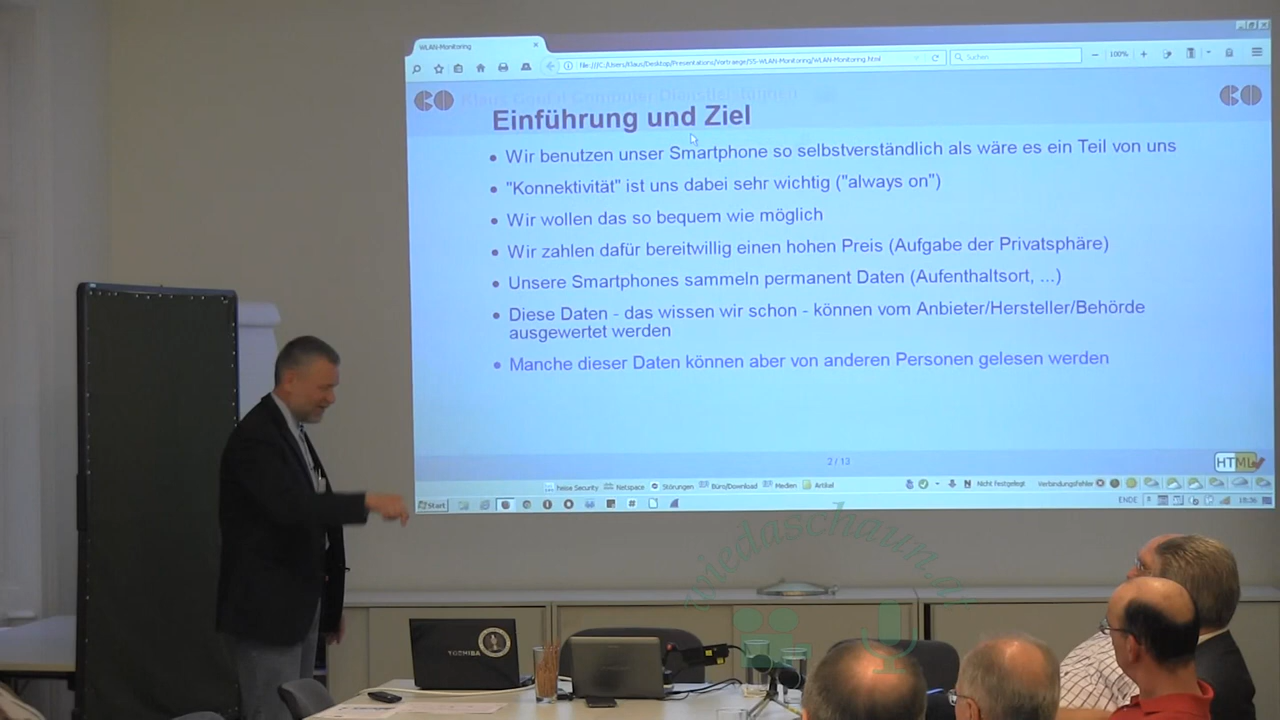 WLAN-Monitoring
file:///C:/Users/Klaus/Desktop/Presentations/Vortraege/55-WLAN-Monitoring/WLAN-Monitoring.html
Suchen
100%
Einführung und Ziel
Wir benutzen unser Smartphone so selbstverständlich als wäre es ein Teil von uns
"Konnektivität" ist uns dabei sehr wichtig ("always on")
Wir wollen das so bequem wie möglich
Wir zahlen dafür bereitwillig einen hohen Preis (Aufgabe der Privatsphäre)
Unsere Smartphones sammeln permanent Daten (Aufenthaltsort, ...)
Diese Daten - das wissen wir schon - können vom Anbieter/Hersteller/Behörde
ausgewertet werden
Manche dieser Daten können aber von anderen Personen gelesen werden
2 / 13
HTML
heise Security Netspace Störungen Büro/Download Medien Artikel Nicht festgelegt Verbindungsfehler
Start ENDE 18:36
wiedaschaun.at
TOSHIBA